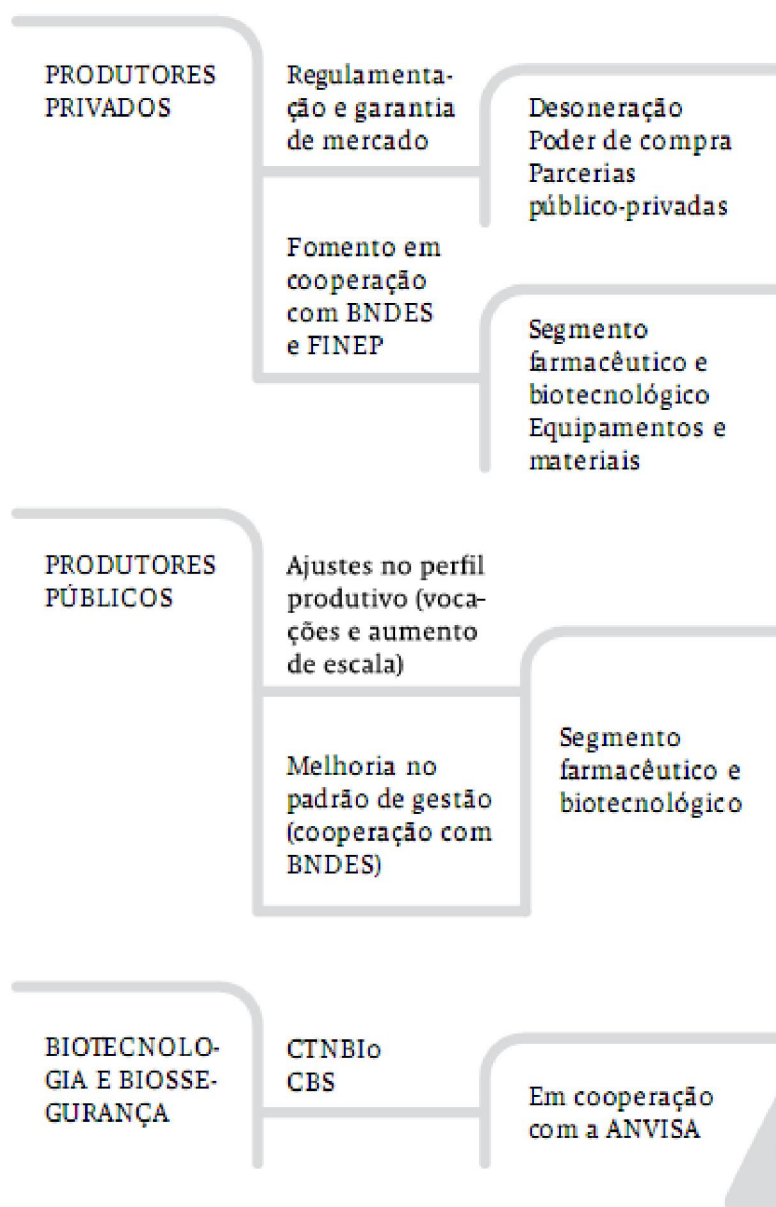 PRODUTORES
PRIVADOS
Regulamenta-
ção e garantia
de mercado
Desoneração
Poder de compra
Parcerias
público-privadas
Fomento em
cooperação
com BNDES
e FINEP
Segmento
farmacêutico e
biotecnológico
Equipamentos e
materiais
PRODUTORES
PÚBLICOS
Ajustes no perfil
produtivo (voca-
ções e aumento
de escala)
Melhoria no
padrão de gestão
(cooperação com
BNDES)
Segmento
farmacêutico e
biotecnológico
BIOTECNOLO-
GIA E BIOSSE-
GURANÇA
CTNBIo
CBS
Em cooperação
com a ANVISA